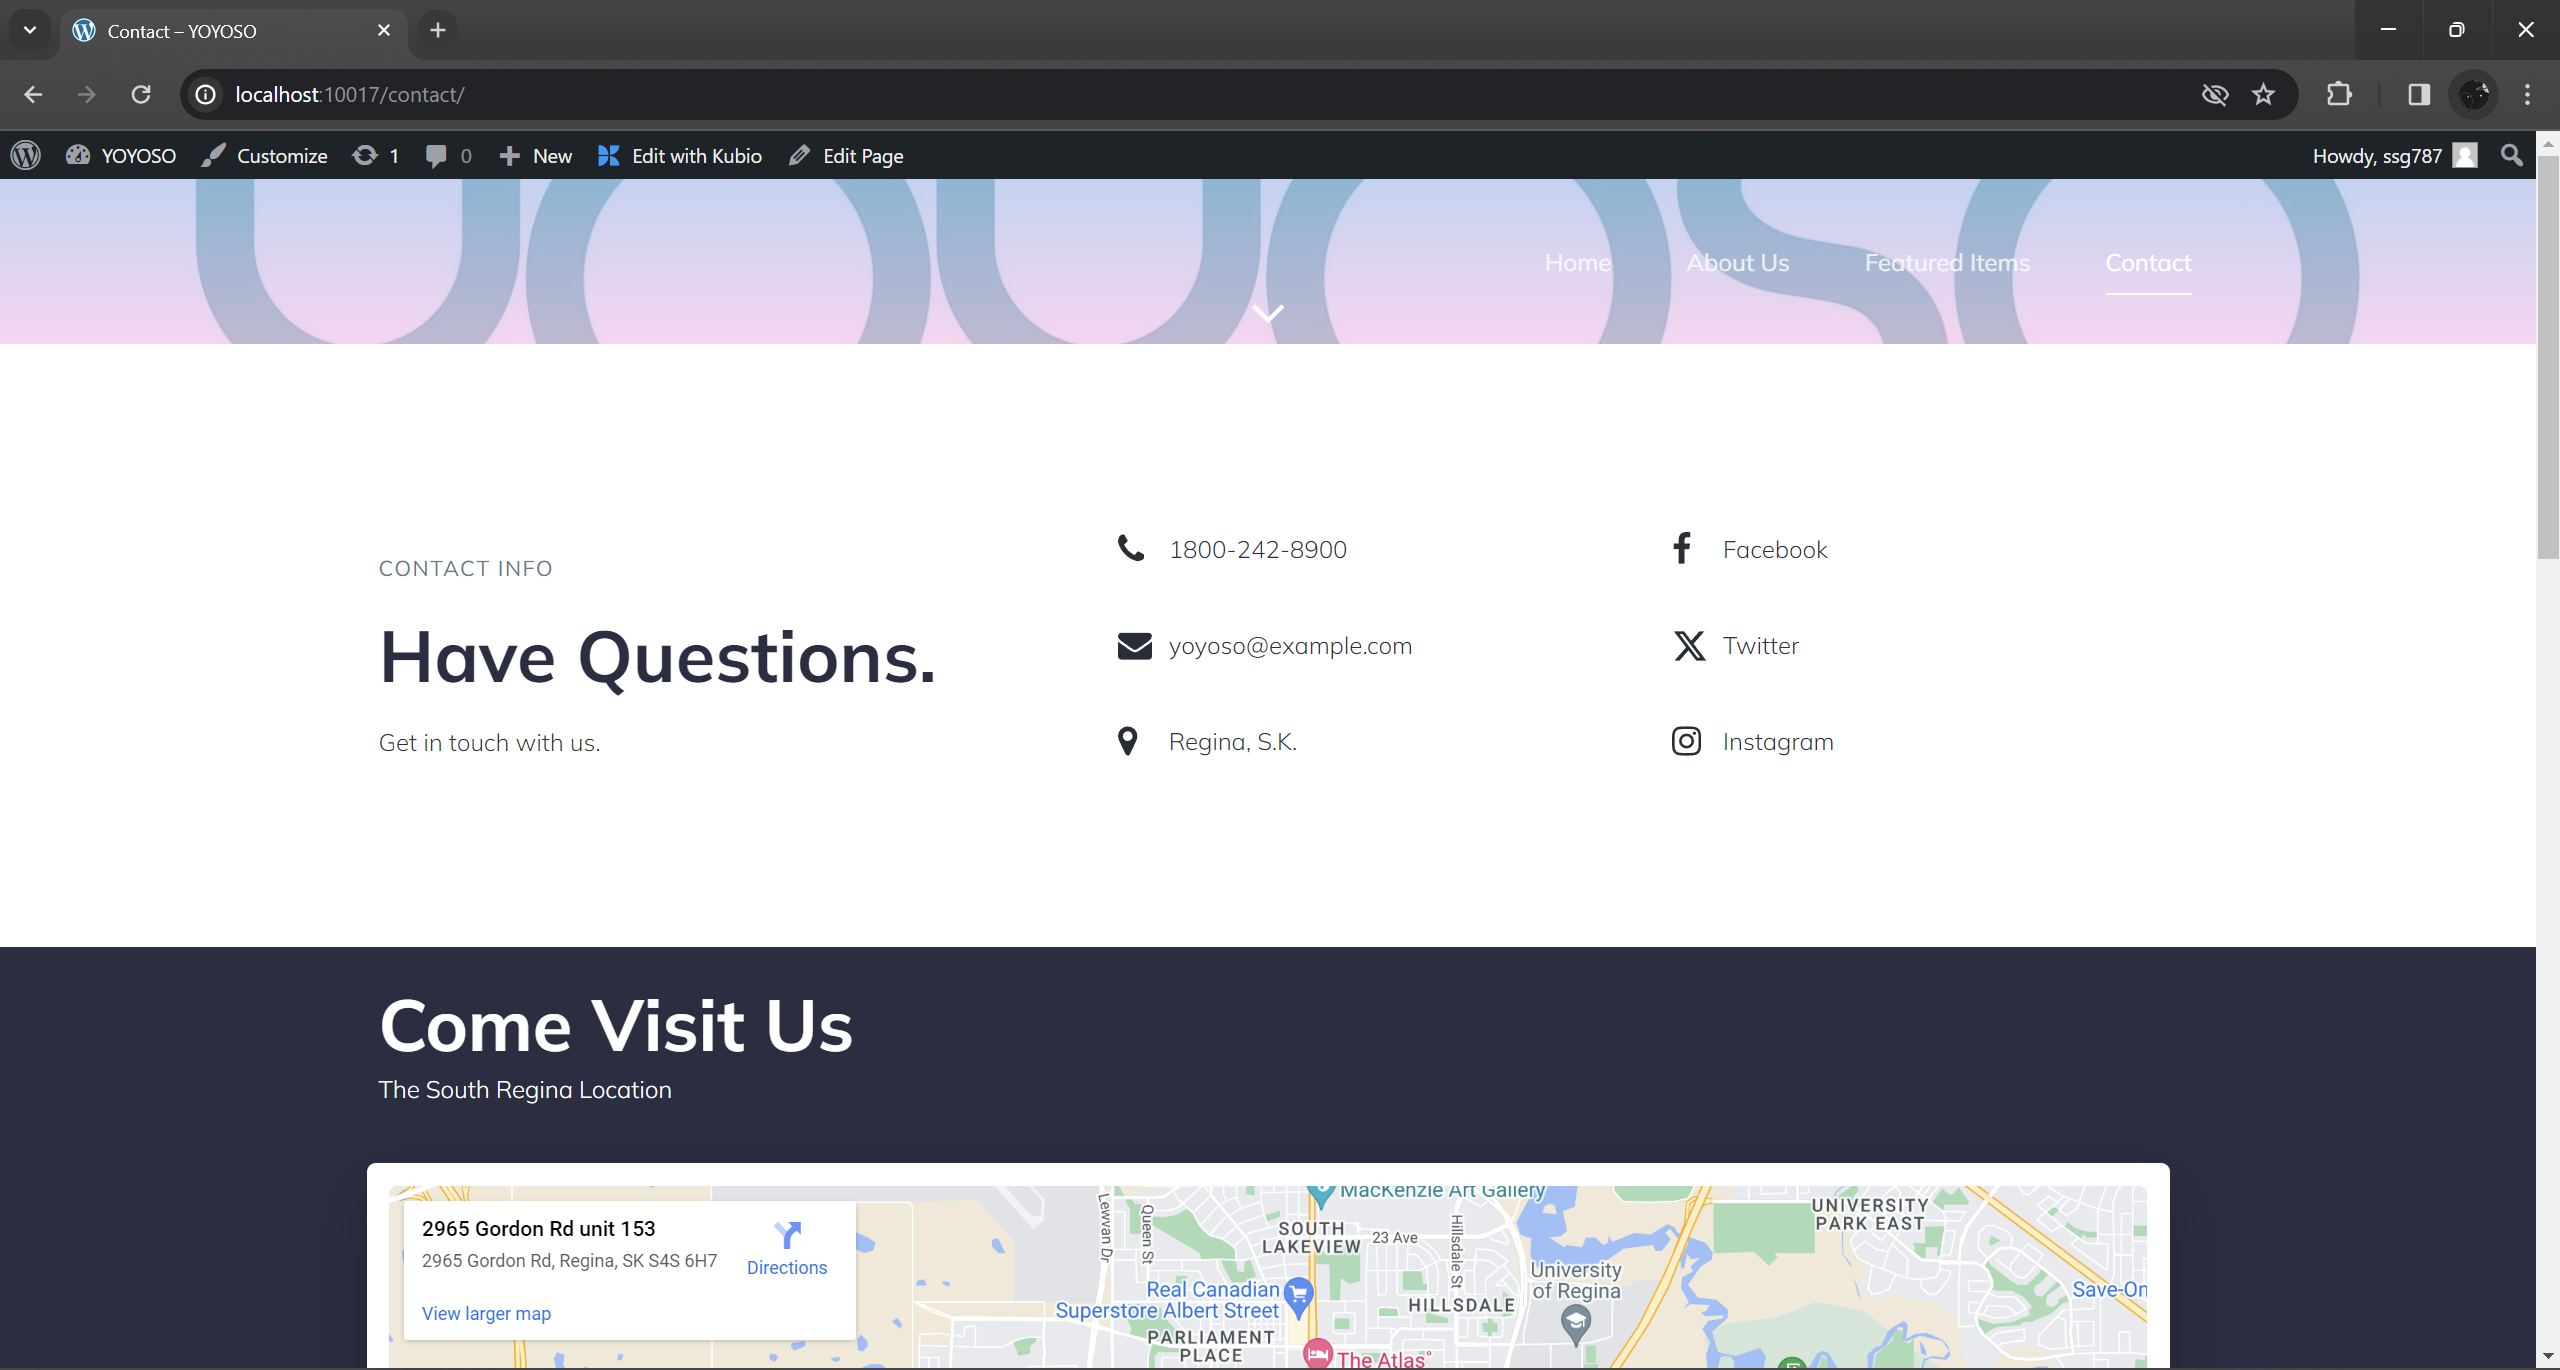 Contact – YOYOSO
localhost:10017/contact/
YOYOSO Customize 1 0 New Edit with Kubio Edit Page Howdy, ssg787
YOYOSO
Home About Us Featured Items Contact
CONTACT INFO
Have Questions.
Get in touch with us.
1800-242-8900
yoyoso@example.com
Regina, S.K.
Facebook
Twitter
Instagram
Come Visit Us
The South Regina Location
2965 Gordon Rd unit 153
2965 Gordon Rd, Regina, SK S4S 6H7
Directions
View larger map
Lewvan Dr
Queen St
MacKenzie Art Gallery
SOUTH
LAKEVIEW
23 Ave
Hillsdale St
Real Canadian
Superstore Albert Street
HILLSDALE
PARLIAMENT
PLACE
The Atlas
University
of Regina
UNIVERSITY
PARK EAST
Save-On